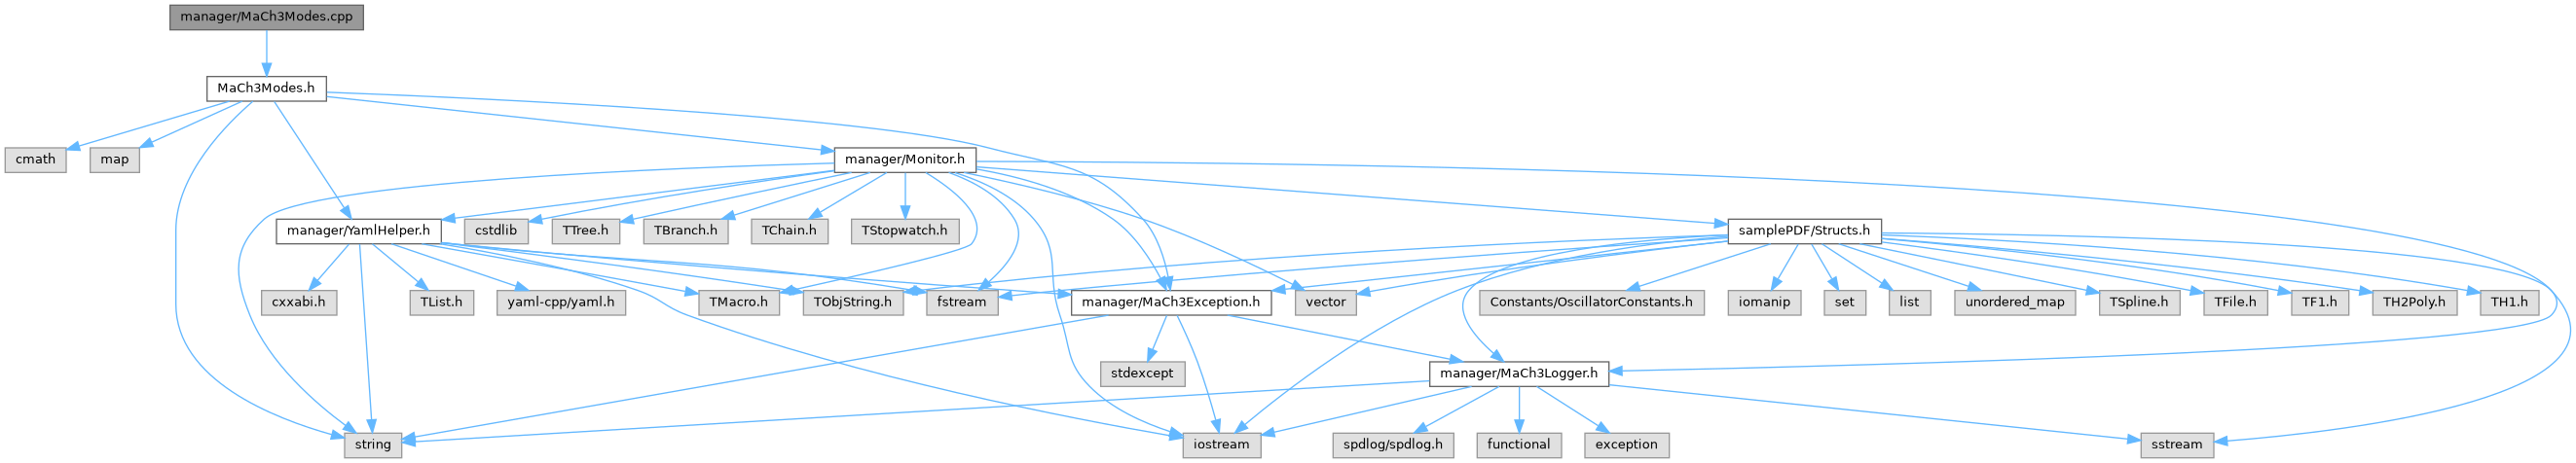 manager/MaCh3Modes.cpp
MaCh3Modes.h
cmath
map
manager/Monitor.h
manager/YamlHelper.h
cstdlib
TTree.h
TBranch.h
TChain.h
TStopwatch.h
samplePDF/Structs.h
cxxabi.h
TList.h
yaml-cpp/yaml.h
TMacro.h
TObjString.h
fstream
manager/MaCh3Exception.h
vector
Constants/OscillatorConstants.h
iomanip
set
list
unordered_map
TSpline.h
TFile.h
TF1.h
TH2Poly.h
TH1.h
stdexcept
manager/MaCh3Logger.h
string
iostream
spdlog/spdlog.h
functional
exception
sstream